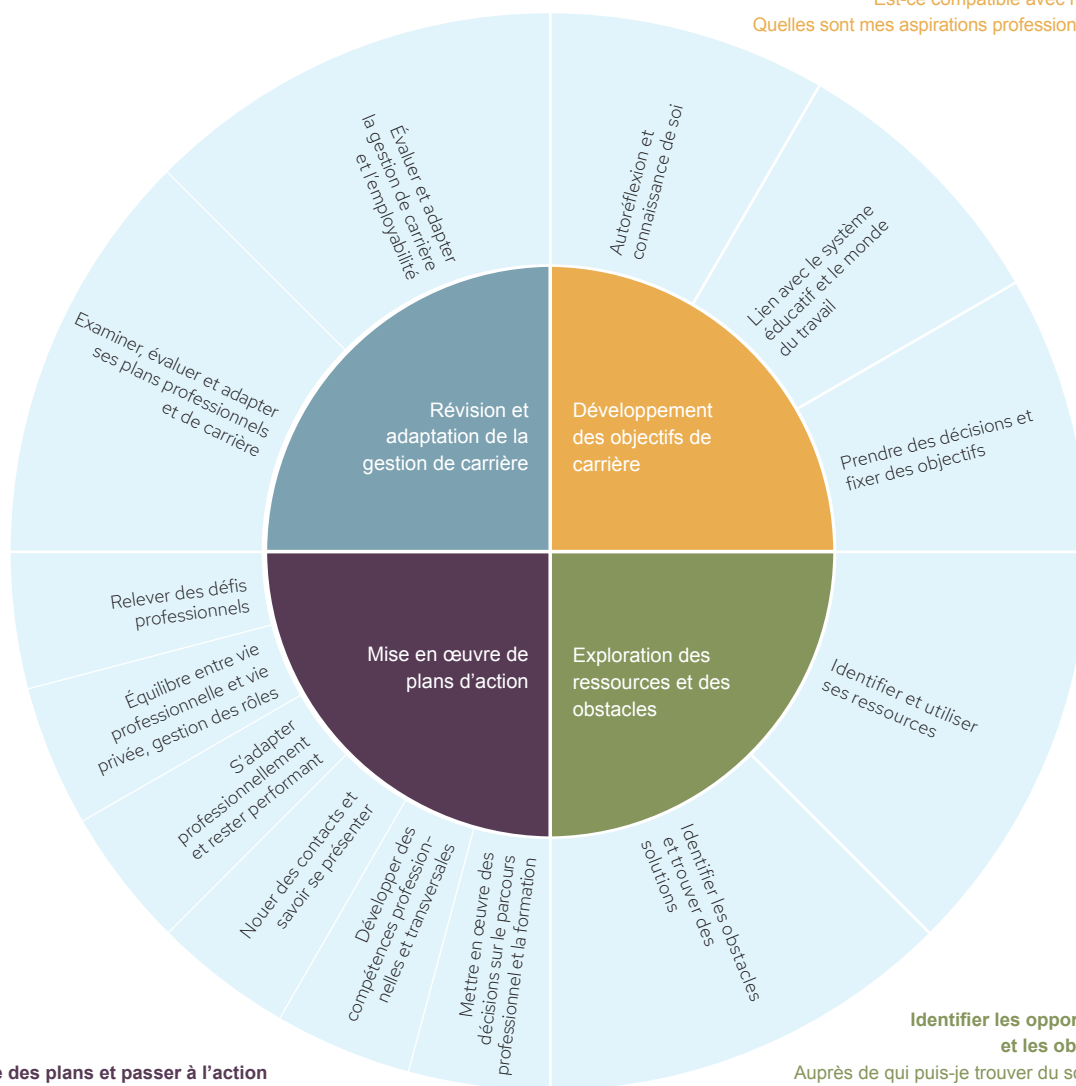 Est-ce compatible avec
Quelles sont mes aspirations
Évaluer et adapter
la gestion de carrière
et l'employabilité
Autoréflexion et
connaissance de soi
Lien avec le système
éducatif et le monde
du travail
Examiner, évaluer et adapter
ses plans professionnels
et de carrière
Révision et
adaptation de la
gestion de carrière
Développement
des objectifs de
carrière
Prendre des décisions et
fixer des objectifs
Relever des défis
professionnels
Équilibre entre vie
professionnelle et vie
privée, gestion des rôles
S'adapter
professionnellement
et rester performant
Nouer des contacts et
savoir se présenter
Développer des
compétences profession-
nelles et transversales
Mettre en œuvre des
décisions sur le parcours
professionnel et la formation
Mise en œuvre de
plans d'action
Exploration des
ressources et des
obstacles
Identifier et utiliser
ses ressources
Identifier les obstacles
et trouver des
solutions
Identifier les
et les
Auprès de qui puis-je trouver du
des plans et passer à l'action